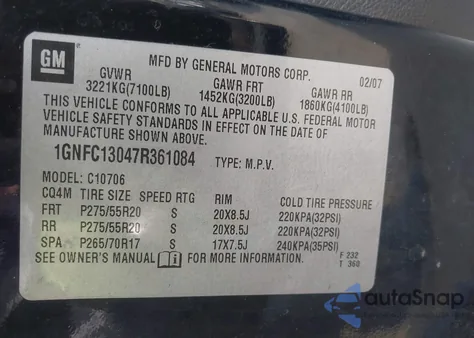 GM
MFD BY GENERAL MOTORS CORP.
02/07
GVWR GAWR FRT GAWR RR
3221KG(7100LB) 1452KG(3200LB) 1860KG(4100LB)
THIS VEHICLE CONFORMS TO ALL APPLICABLE U.S. FEDERAL MOTOR
VEHICLE SAFETY STANDARDS IN EFFECT ON THE DATE OF
MANUFACTURE SHOWN ABOVE.
1GNFC13047R361084 TYPE: M.P.V.
MODEL: C10706
CQ4M TIRE SIZE SPEED RTG RIM COLD TIRE PRESSURE
FRT P275/55R20 S 20X8.5J 220KPA(32PSI)
RR P275/55R20 S 20X8.5J 220KPA(32PSI)
SPA P265/70R17 S 17X7.5J 240KPA(35PSI)
SEE OWNER'S MANUAL FOR MORE INFORMATION.
F 232
T 360
autaSnap